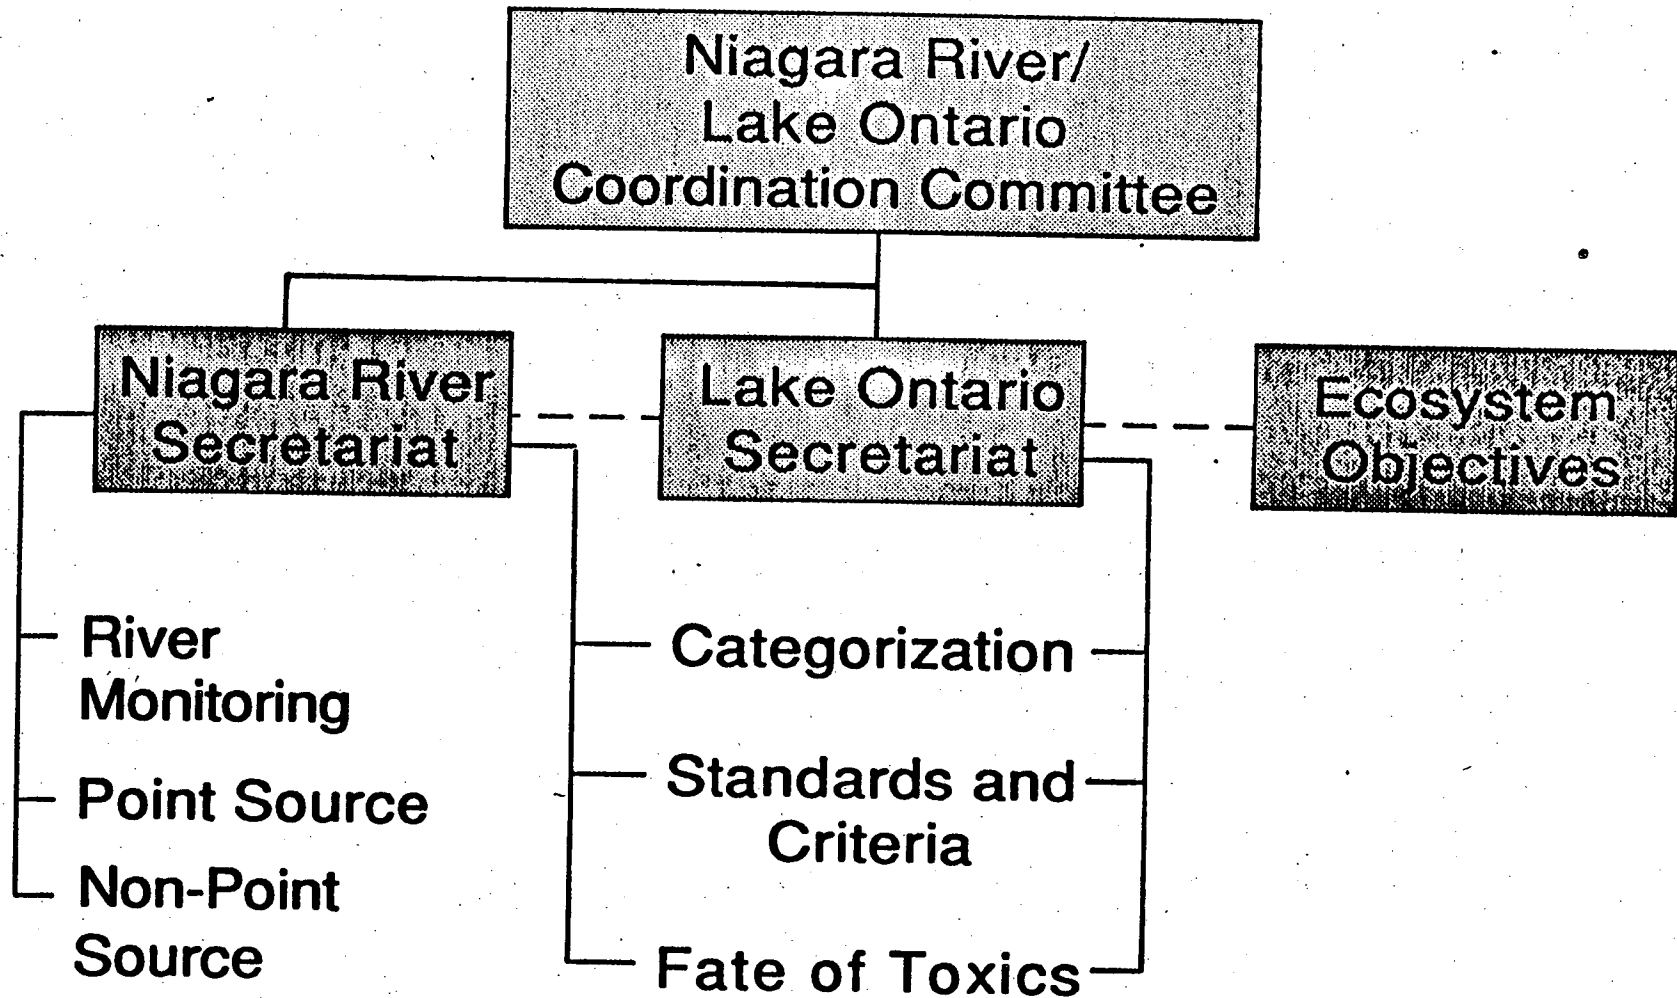 Niagara River/
Lake Ontario
Coordination Committee
Niagara River
Secretariat
Lake Ontario
Secretariat
Ecosystem
Objectives
River
Monitoring
Point Source
Non-Point
Source
Categorization
Standards and
Criteria
Fate of Toxics